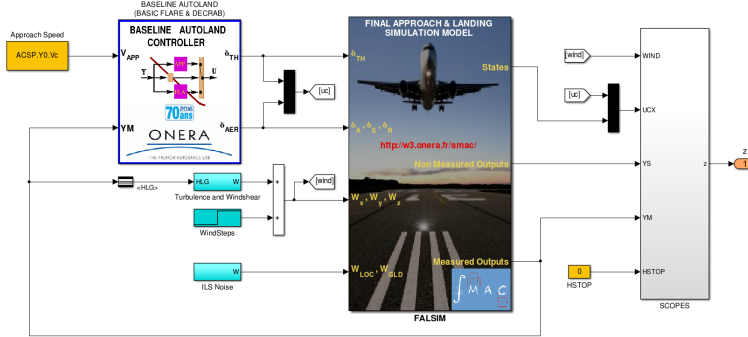 BASELINE AUTOLAND
(BASIC FLARE & DECRAB)
Approach Speed
ACSP.Y0.Vc
BASELINE AUTOLAND
CONTROLLER
V_APP
Y
U
YM
δ_TH
δ_AER
70 ans
ONERA
THE FRENCH AEROSPACE LAB
[uc]
FINAL APPROACH & LANDING
SIMULATION MODEL
δ_TH
States
δ_A , δ_E , δ_R
http://w3.onera.fr/smac/
Non Measured Outputs
W_x, W_y, W_z
Measured Outputs
W_LOC, W_GLD
S M A C
FALSIM
<HLG>
HLG
W
Turbulence and Windshear
WindSteps
W
ILS Noise
+
+
[wind]
[wind]
[uc]
WIND
UCX
YS
YM
HSTOP
z
SCOPES
0
HSTOP
z
1